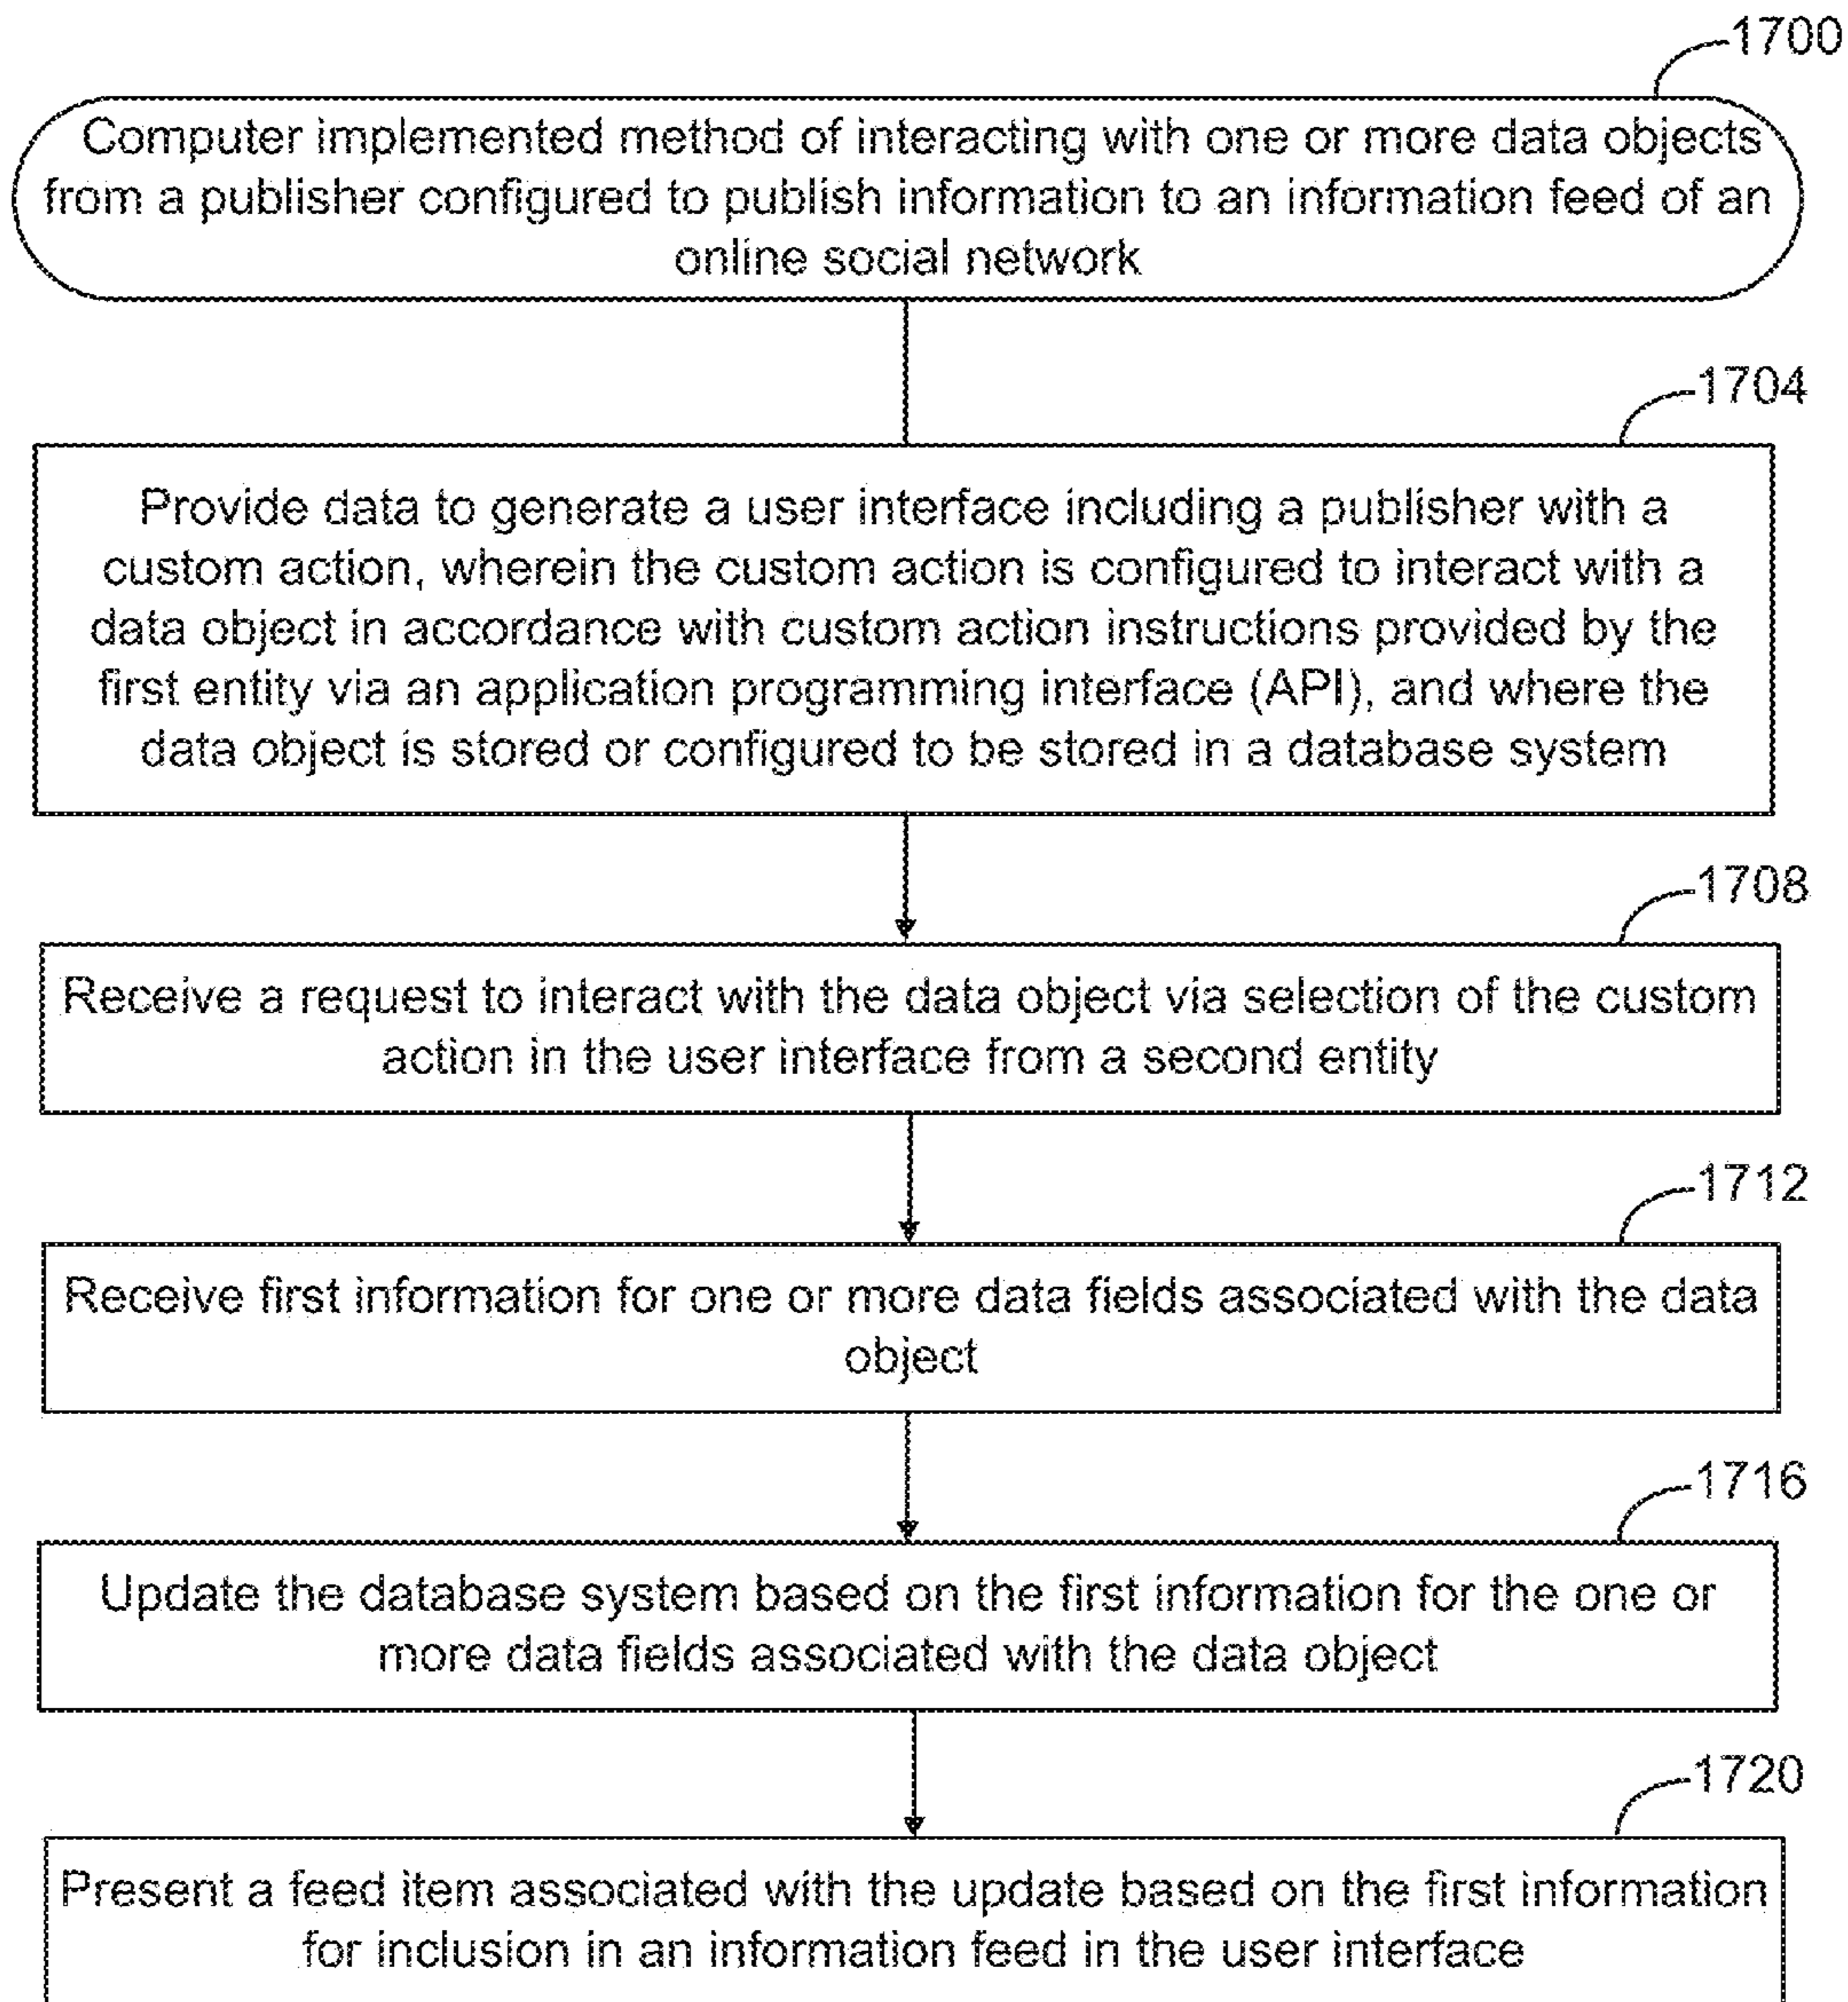 1700
Computer implemented method of interacting with one or more data objects
from a publisher configured to publish information to an information feed of an
online social network
1704
Provide data to generate a user interface including a publisher with a
custom action, wherein the custom action is configured to interact with a
data object in accordance with custom action instructions provided by the
first entity via an application programming interface (API), and where the
data object is stored or configured to be stored in a database system
1708
Receive a request to interact with the data object via selection of the custom
action in the user interface from a second entity
1712
Receive first information for one or more data fields associated with the data
object
1716
Update the database system based on the first information for the one or
more data fields associated with the data object
1720
Present a feed item associated with the update based on the first information
for inclusion in an information feed in the user interface